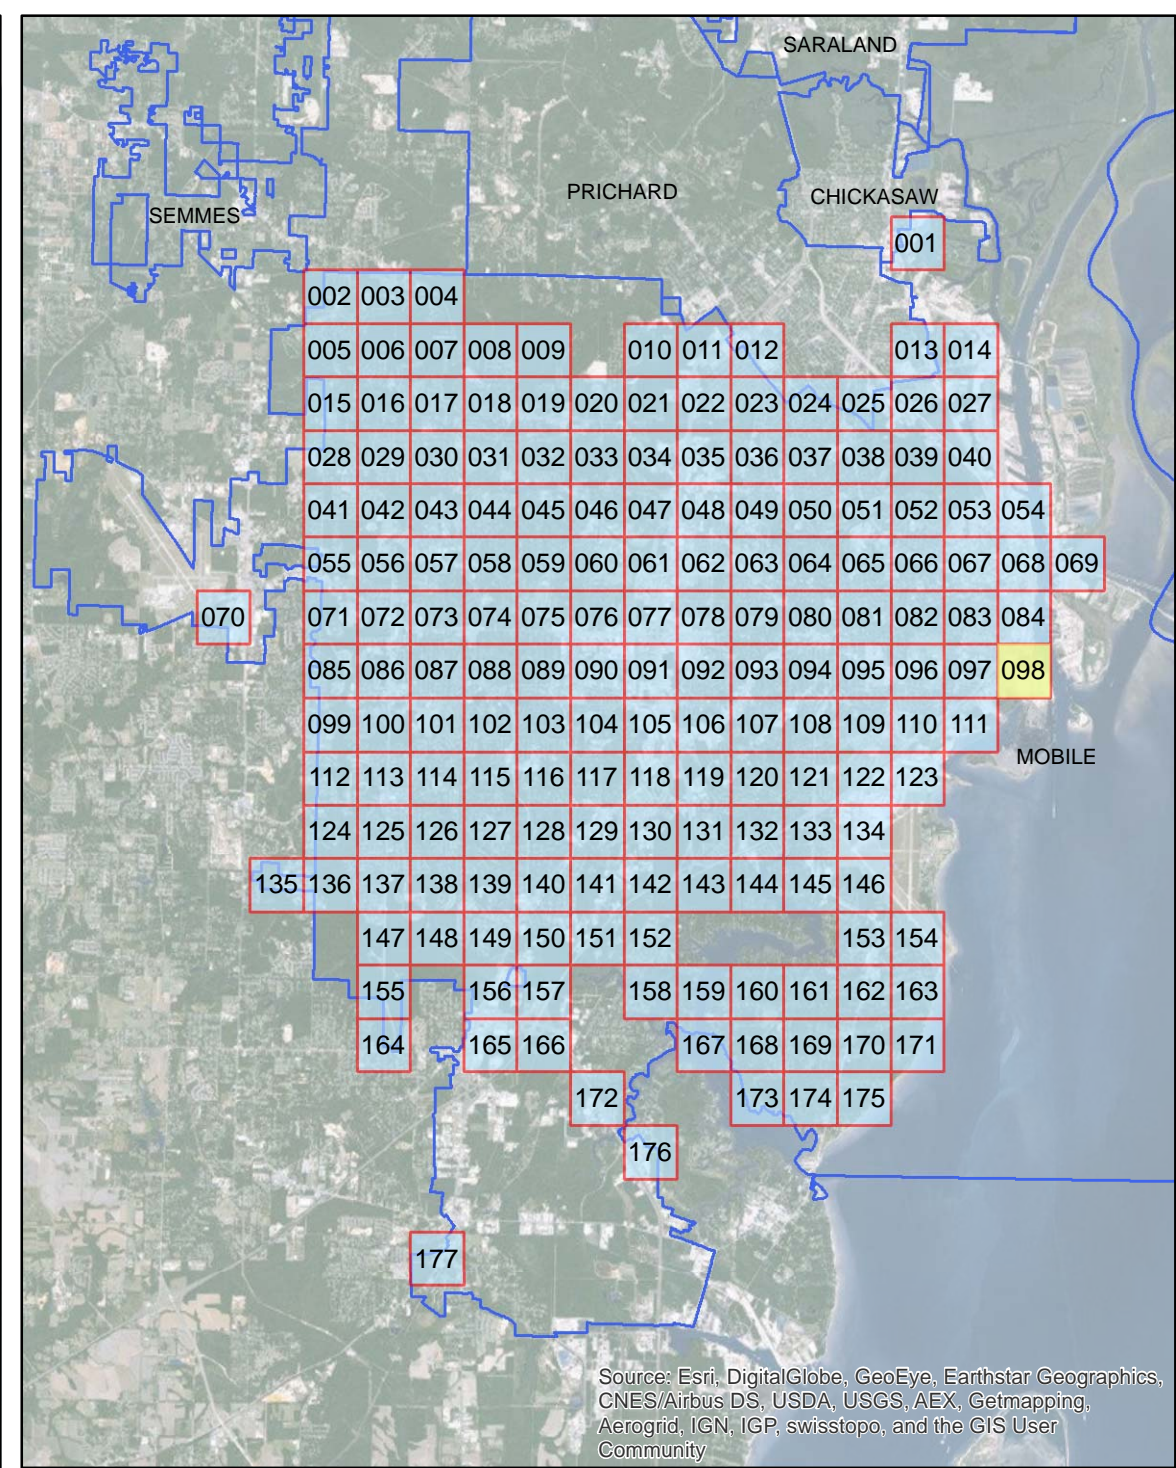 SARALAND
PRICHARD
CHICKASAW
SEMMES
001
002 003 004
005 006 007 008 009 010 011 012 013 014
015 016 017 018 019 020 021 022 023 024 025 026 027
028 029 030 031 032 033 034 035 036 037 038 039 040
041 042 043 044 045 046 047 048 049 050 051 052 053 054
055 056 057 058 059 060 061 062 063 064 065 066 067 068 069
070 071 072 073 074 075 076 077 078 079 080 081 082 083 084
085 086 087 088 089 090 091 092 093 094 095 096 097 098
099 100 101 102 103 104 105 106 107 108 109 110 111
MOBILE
112 113 114 115 116 117 118 119 120 121 122 123
124 125 126 127 128 129 130 131 132 133 134
135 136 137 138 139 140 141 142 143 144 145 146
147 148 149 150 151 152 153 154
155 156 157 158 159 160 161 162 163
164 165 166 167 168 169 170 171
172 173 174 175
176
177
Source: Esri, DigitalGlobe, GeoEye, Earthstar Geographics,
CNES/Airbus DS, USDA, USGS, AEX, Getmapping,
Aerogrid, IGN, IGP, swisstopo, and the GIS User
Community